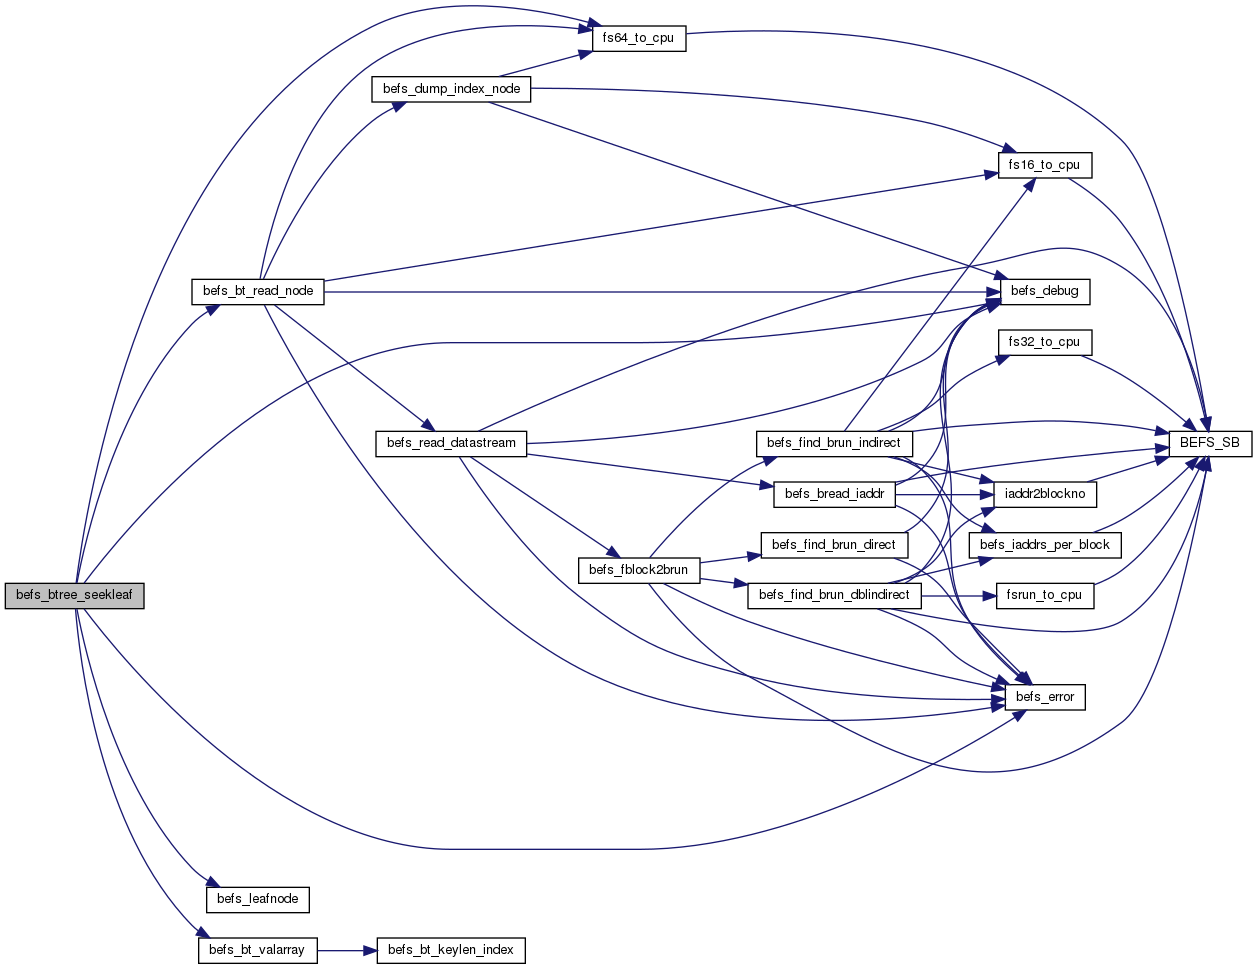 fs64_to_cpu
befs_dump_index_node
fs16_to_cpu
befs_bt_read_node
befs_debug
fs32_to_cpu
befs_read_datastream
befs_find_brun_indirect
BEFS_SB
befs_bread_iaddr
iaddr2blockno
befs_find_brun_direct
befs_iaddrs_per_block
befs_fblock2brun
befs_btree_seekleaf
befs_find_brun_dblindirect
fsrun_to_cpu
befs_error
befs_leafnode
befs_bt_valarray
befs_bt_keylen_index